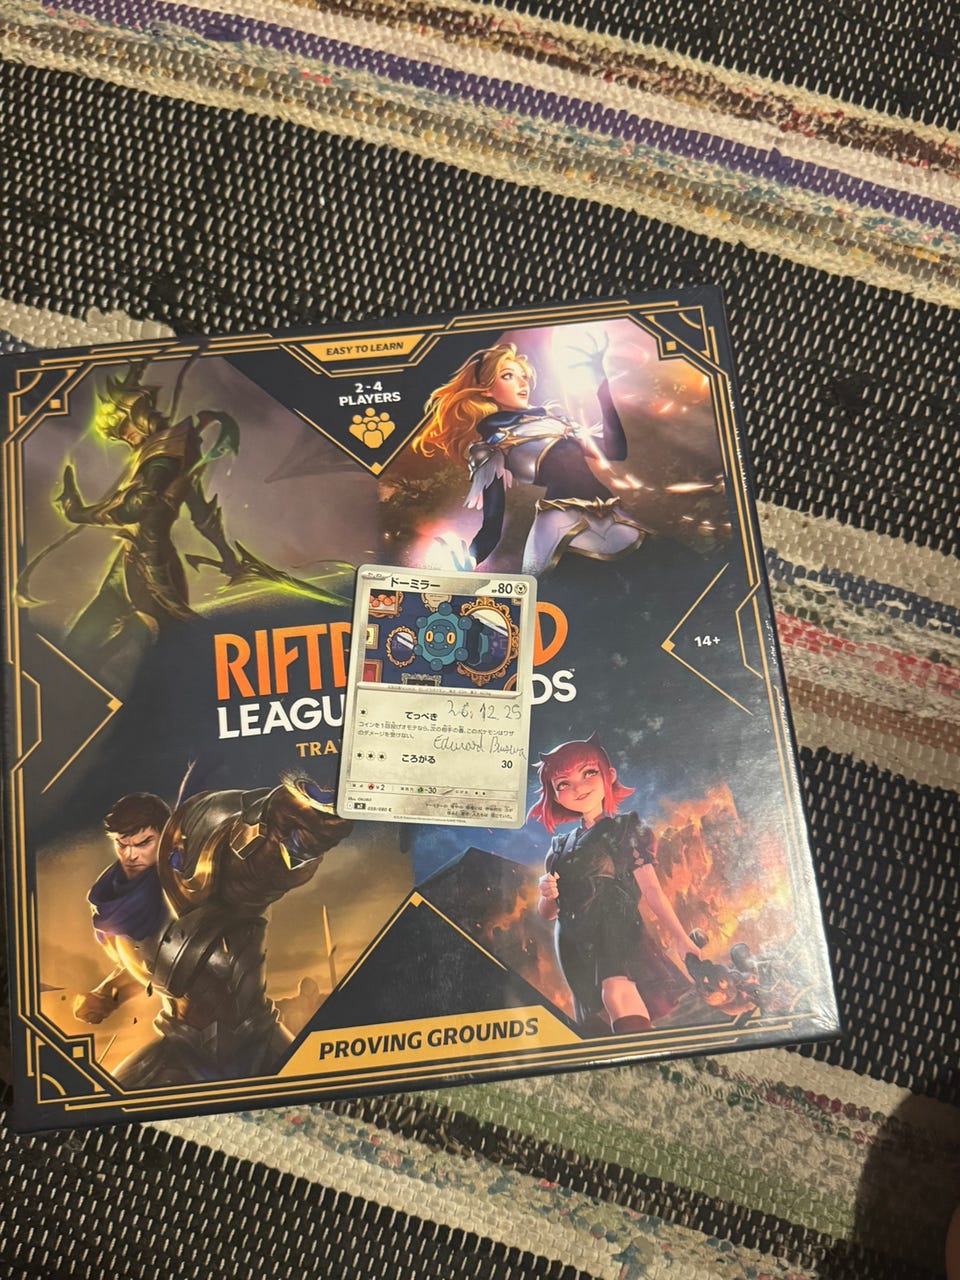 EASY TO LEARN
2-4
PLAYERS
ドーミラー
HP80
RIFTB D
14+
LEAGU DS
TRA
てっぺき
26.12.25
コインを1回投げオモテなら、次の相手の番、このポケモンはワザ
のダメージを受けない。
Eduard
ころがる
30
×2
-30
059/080 C
PROVING GROUNDS